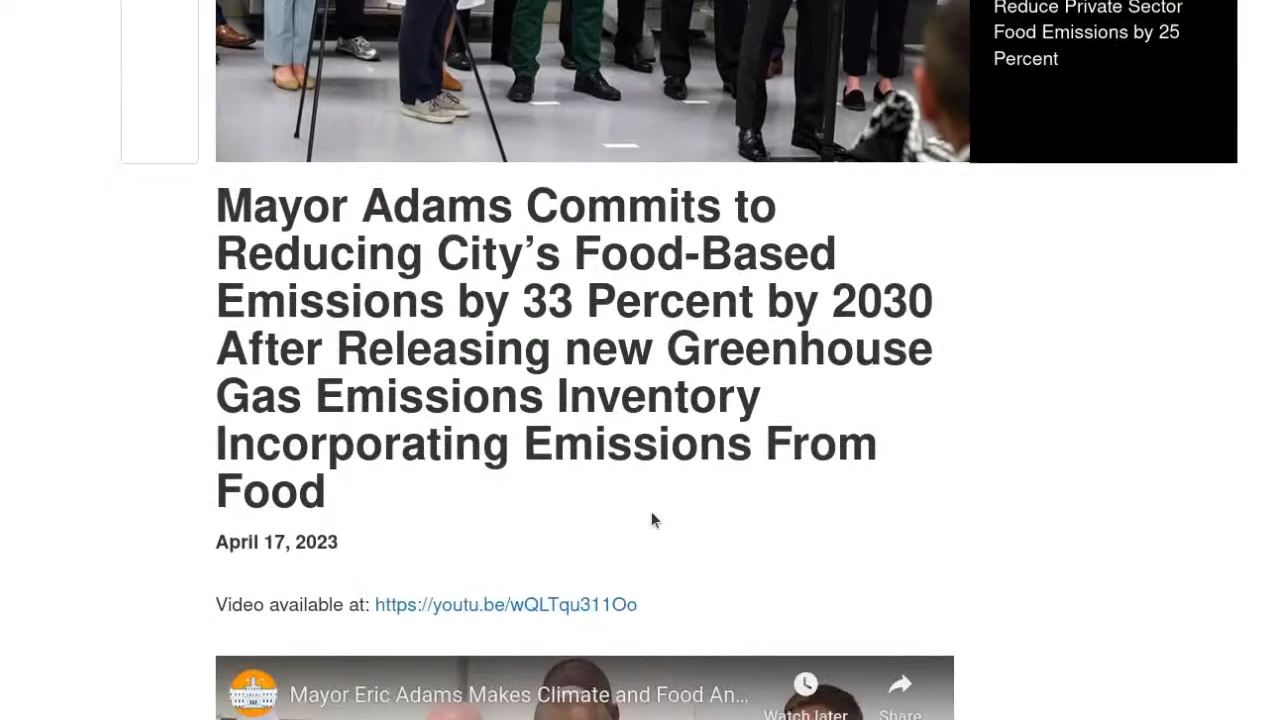 Reduce Private Sector
Food Emissions by 25
Percent
Mayor Adams Commits to
Reducing City’s Food-Based
Emissions by 33 Percent by 2030
After Releasing new Greenhouse
Gas Emissions Inventory
Incorporating Emissions From
Food
April 17, 2023
Video available at: https://youtu.be/wQLTqu311Oo
Mayor Eric Adams Makes Climate and Food An...
Watch later
Share